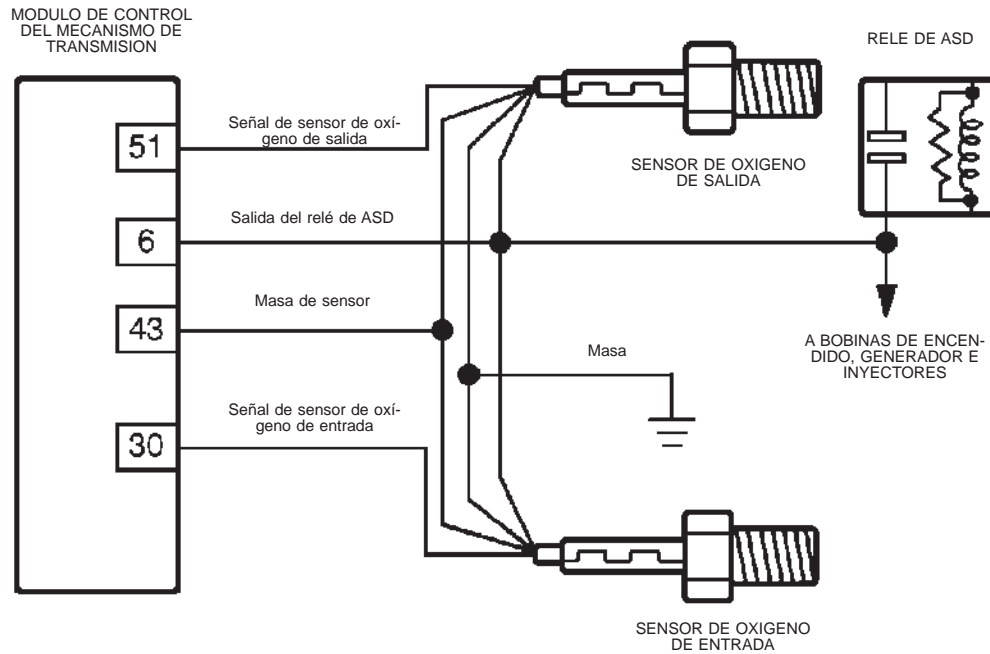 MODULO DE CONTROL
DEL MECANISMO DE
TRANSMISION
RELE DE ASD
51
Señal de sensor de oxí-
geno de salida
SENSOR DE OXIGENO
DE SALIDA
6
Salida del relé de ASD
43
Masa de sensor
Masa
A BOBINAS DE ENCEN-
DIDO, GENERADOR E
INYECTORES
30
Señal de sensor de oxí-
geno de entrada
SENSOR DE OXIGENO
DE ENTRADA